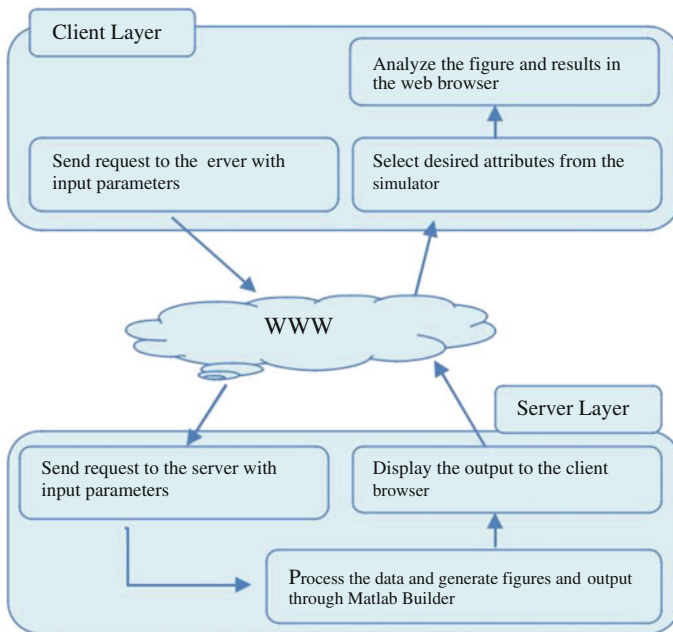 Client Layer
Analyze the figure and results in
the web browser
Send request to the erver with
input parameters
Select desired attributes from the
simulator
WWW
Server Layer
Send request to the server with
input parameters
Display the output to the client
browser
Process the data and generate figures and output
through Matlab Builder